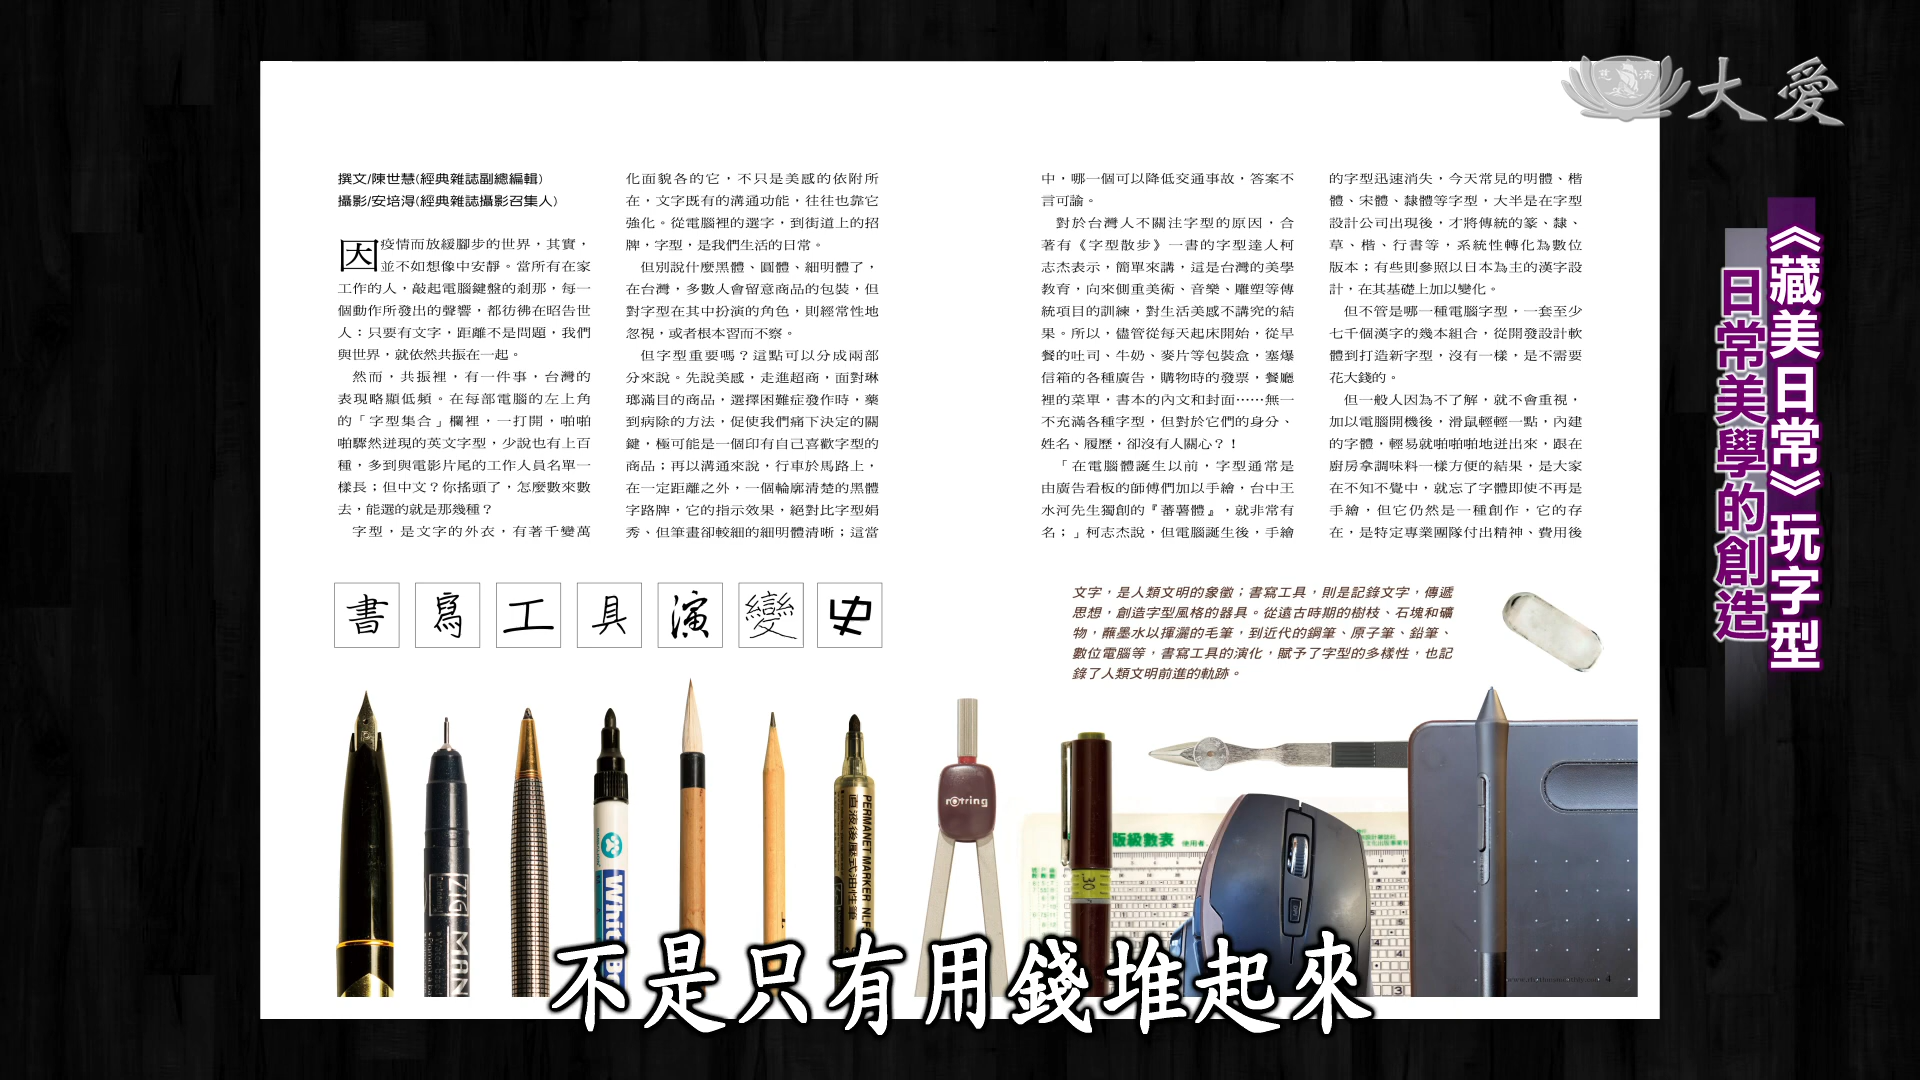 大愛
《藏美日常》玩字型
日常美學的創造
撰文/陳世慧(經典雜誌副總編輯)
攝影/安培淂(經典雜誌攝影召集人)
因疫情而放緩腳步的世界，其實，
並不如想像中安靜。當所有在家
工作的人，敲起電腦鍵盤的剎那，每一
個動作所發出的聲響，都彷彿在昭告世
人：只要有文字，距離不是問題，我們
與世界，就依然共振在一起。
然而，共振裡，有一件事，台灣的
表現略顯低頻。在每部電腦的左上角
的「字型集合」欄裡，一打開，啪啪
啪驟然迸現的英文字型，少說也有上百
種，多到與電影片尾的工作人員名單一
樣長；但中文？你搖頭了，怎麼數來數
去，能選的就是那幾種？
字型，是文字的外衣，有著千變萬
化面貌各的它，不只是美感的依附所
在，文字既有的溝通功能，往往也靠它
強化。從電腦裡的選字，到街道上的招
牌，字型，是我們生活的日常。
但別說什麼黑體、圓體、細明體了，
在台灣，多數人會留意商品的包裝，但
對字型在其中扮演的角色，則經常性地
忽視，或者根本習而不察。
但字型重要嗎？這點可以分成兩部
分來說。先說美感，走進超商，面對琳
瑯滿目的商品，選擇困難症發作時，藥
到病除的方法，促使我們痛下決定的關
鍵，極可能是一個印有自己喜歡字型的
商品；再以溝通來說，行車於馬路上，
在一定距離之外，一個輪廓清楚的黑體
字路牌，它的指示效果，絕對比字型娟
秀、但筆畫卻較細的細明體清晰；這當
中，哪一個可以降低交通事故，答案不
言可諭。
對於台灣人不關注字型的原因，合
著有《字型散步》一書的字型達人柯
志杰表示，簡單來講，這是台灣的美學
教育，向來側重美術、音樂、雕塑等傳
統項目的訓練，對生活美感不講究的結
果。所以，儘管從每天起床開始，從早
餐的吐司、牛奶、麥片等包裝盒，塞爆
信箱的各種廣告，購物時的發票，餐廳
裡的菜單，書本的內文和封面⋯⋯無一
不充滿各種字型，但對於它們的身分、
姓名、履歷，卻沒有人關心？！
「在電腦體誕生以前，字型通常是
由廣告看板的師傅們加以手繪，台中王
水河先生獨創的『蕃薯體』，就非常有
名；」柯志杰說，但電腦誕生後，手繪
的字型迅速消失，今天常見的明體、楷
體、宋體、隸體等字型，大半是在字型
設計公司出現後，才將傳統的篆、隸、
草、楷、行書等，系統性轉化為數位
版本；有些則參照以日本為主的漢字設
計，在其基礎上加以變化。
但不管是哪一種電腦字型，一套至少
七千個漢字的幾本組合，從開發設計軟
體到打造新字型，沒有一樣，是不需要
花大錢的。
但一般人因為不了解，就不會重視，
加以電腦開機後，滑鼠輕輕一點，內建
的字體，輕易就啪啪啪地迸出來，跟在
廚房拿調味料一樣方便的結果，是大家
在不知不覺中，就忘了字體即使不再是
手繪，但它仍然是一種創作，它的存
在，是特定專業團隊付出精神、費用後
書寫工具演變史
文字，是人類文明的象徵；書寫工具，則是記錄文字，傳遞
思想，創造字型風格的器具。從遠古時期的樹枝、石塊和礦
物，蘸墨水以揮灑的毛筆，到近代的鋼筆、原子筆、鉛筆、
數位電腦等，書寫工具的演化，賦予了字型的多樣性，也記
錄了人類文明前進的軌跡。
rotring
版級數表
30
ZIG
PERMANET MARKER
直液後壓式油性筆
不是只有用錢堆起來